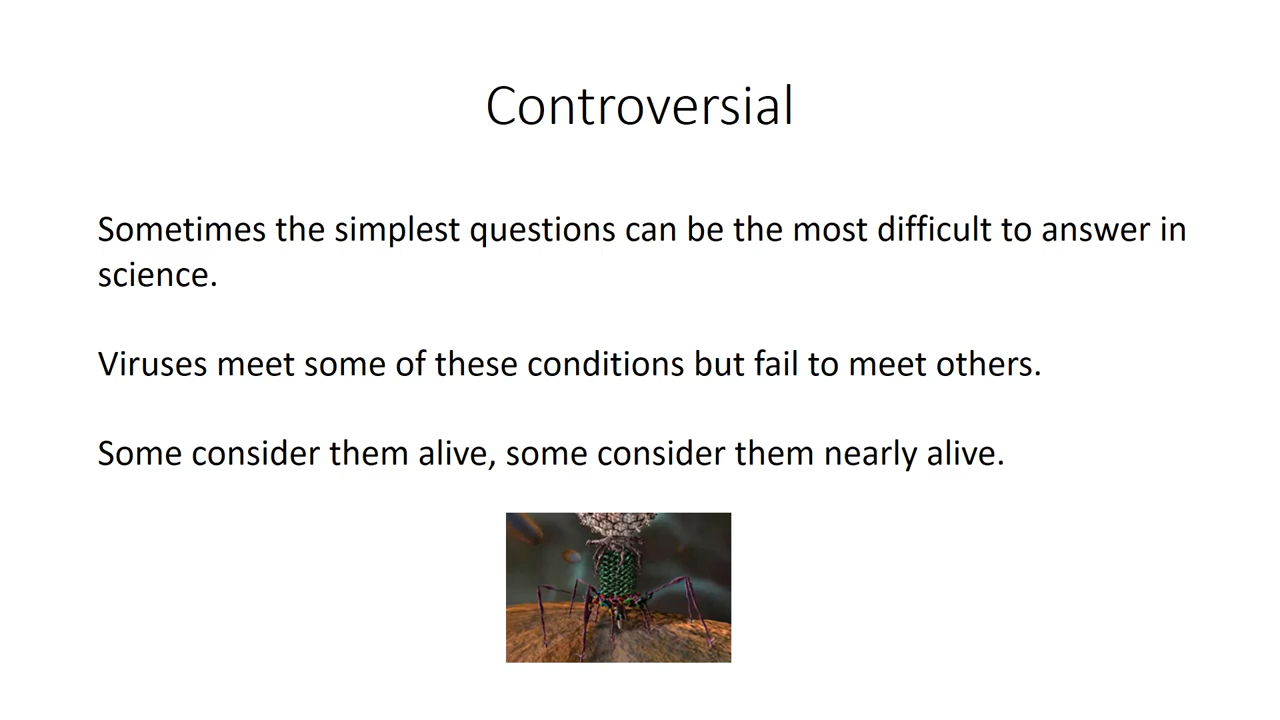 Controversial
Sometimes the simplest questions can be the most difficult to answer in
science.
Viruses meet some of these conditions but fail to meet others.
Some consider them alive, some consider them nearly alive.